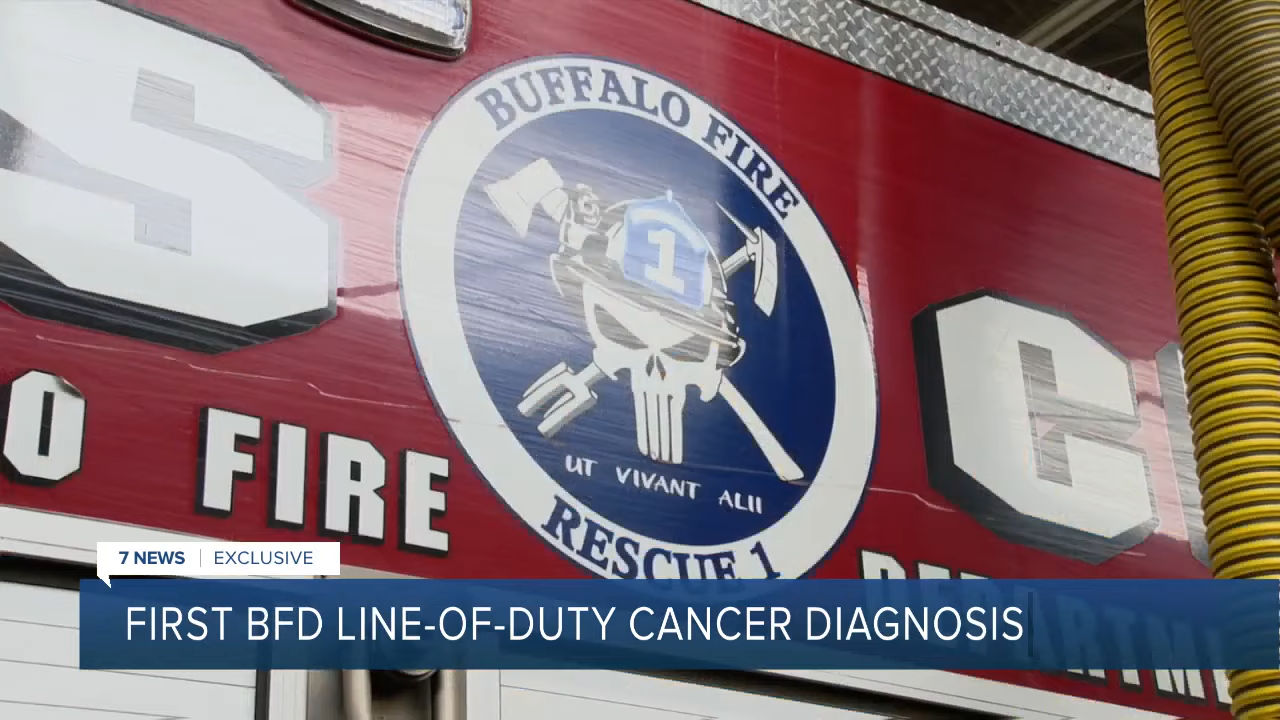 S C
BUFFALO FIRE
1
UT VIVANT ALII
RESCUE 1
O FIRE
DEPARTME
7 NEWS | EXCLUSIVE
FIRST BFD LINE-OF-DUTY CANCER DIAGNOSIS